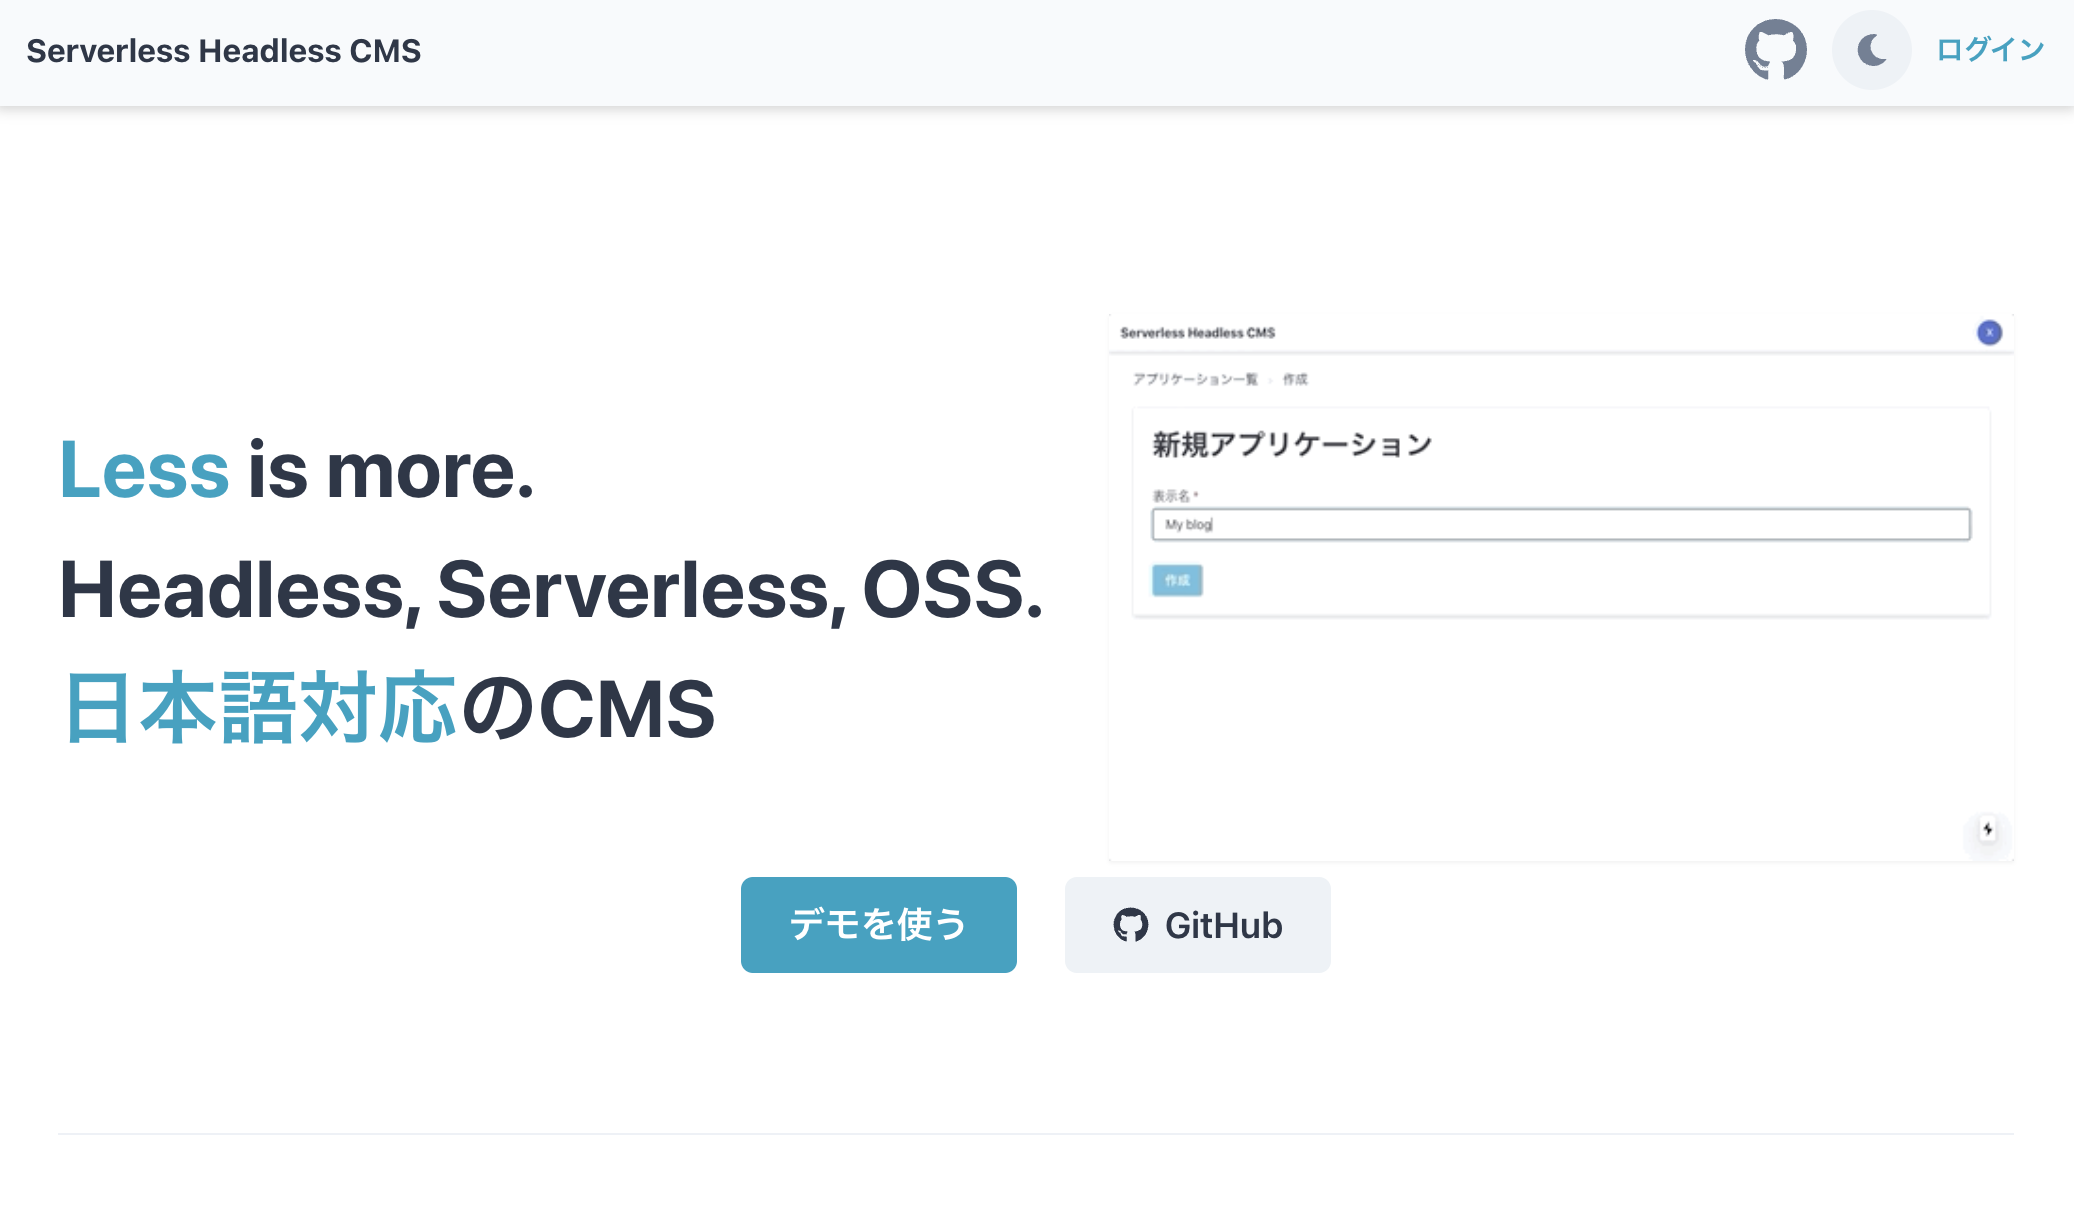 Serverless Headless CMS
ログイン
Less is more.
Headless, Serverless, OSS.
日本語対応のCMS
Serverless Headless CMS
X
アプリケーション一覧 › 作成
新規アプリケーション
表示名 *
My blog
作成
デモを使う
GitHub